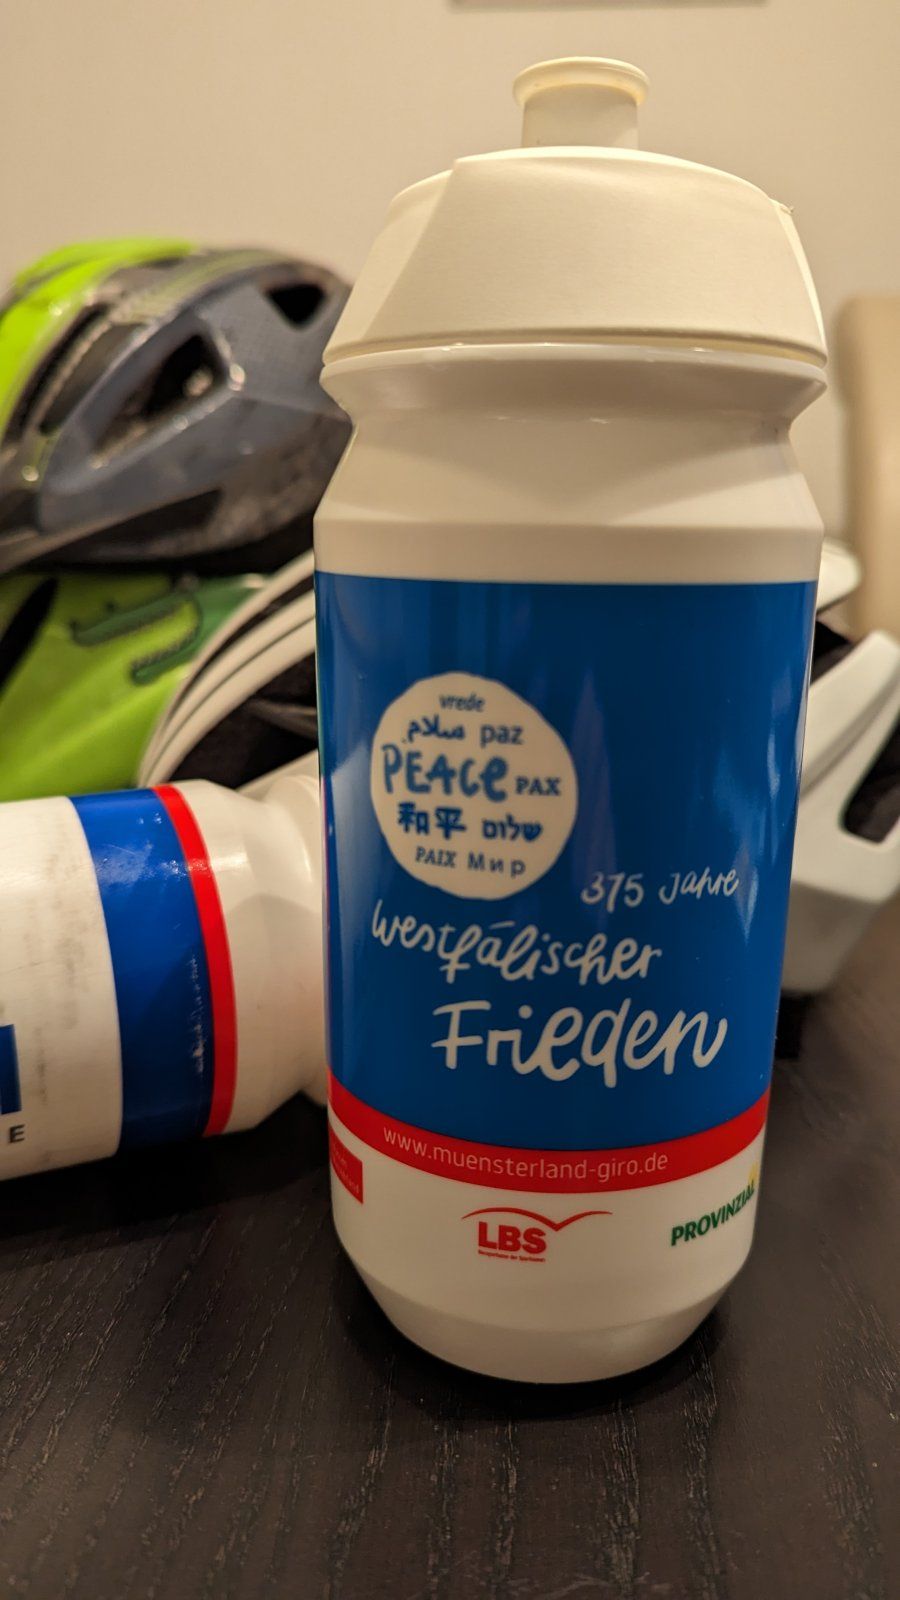 vrede
سلام paz
PEACE PAX
和平 שלום
PAIX Мир
375 Jahre
Westfälischer
Frieden
www.muensterland-giro.de
LBS
PROVINZIAL
E